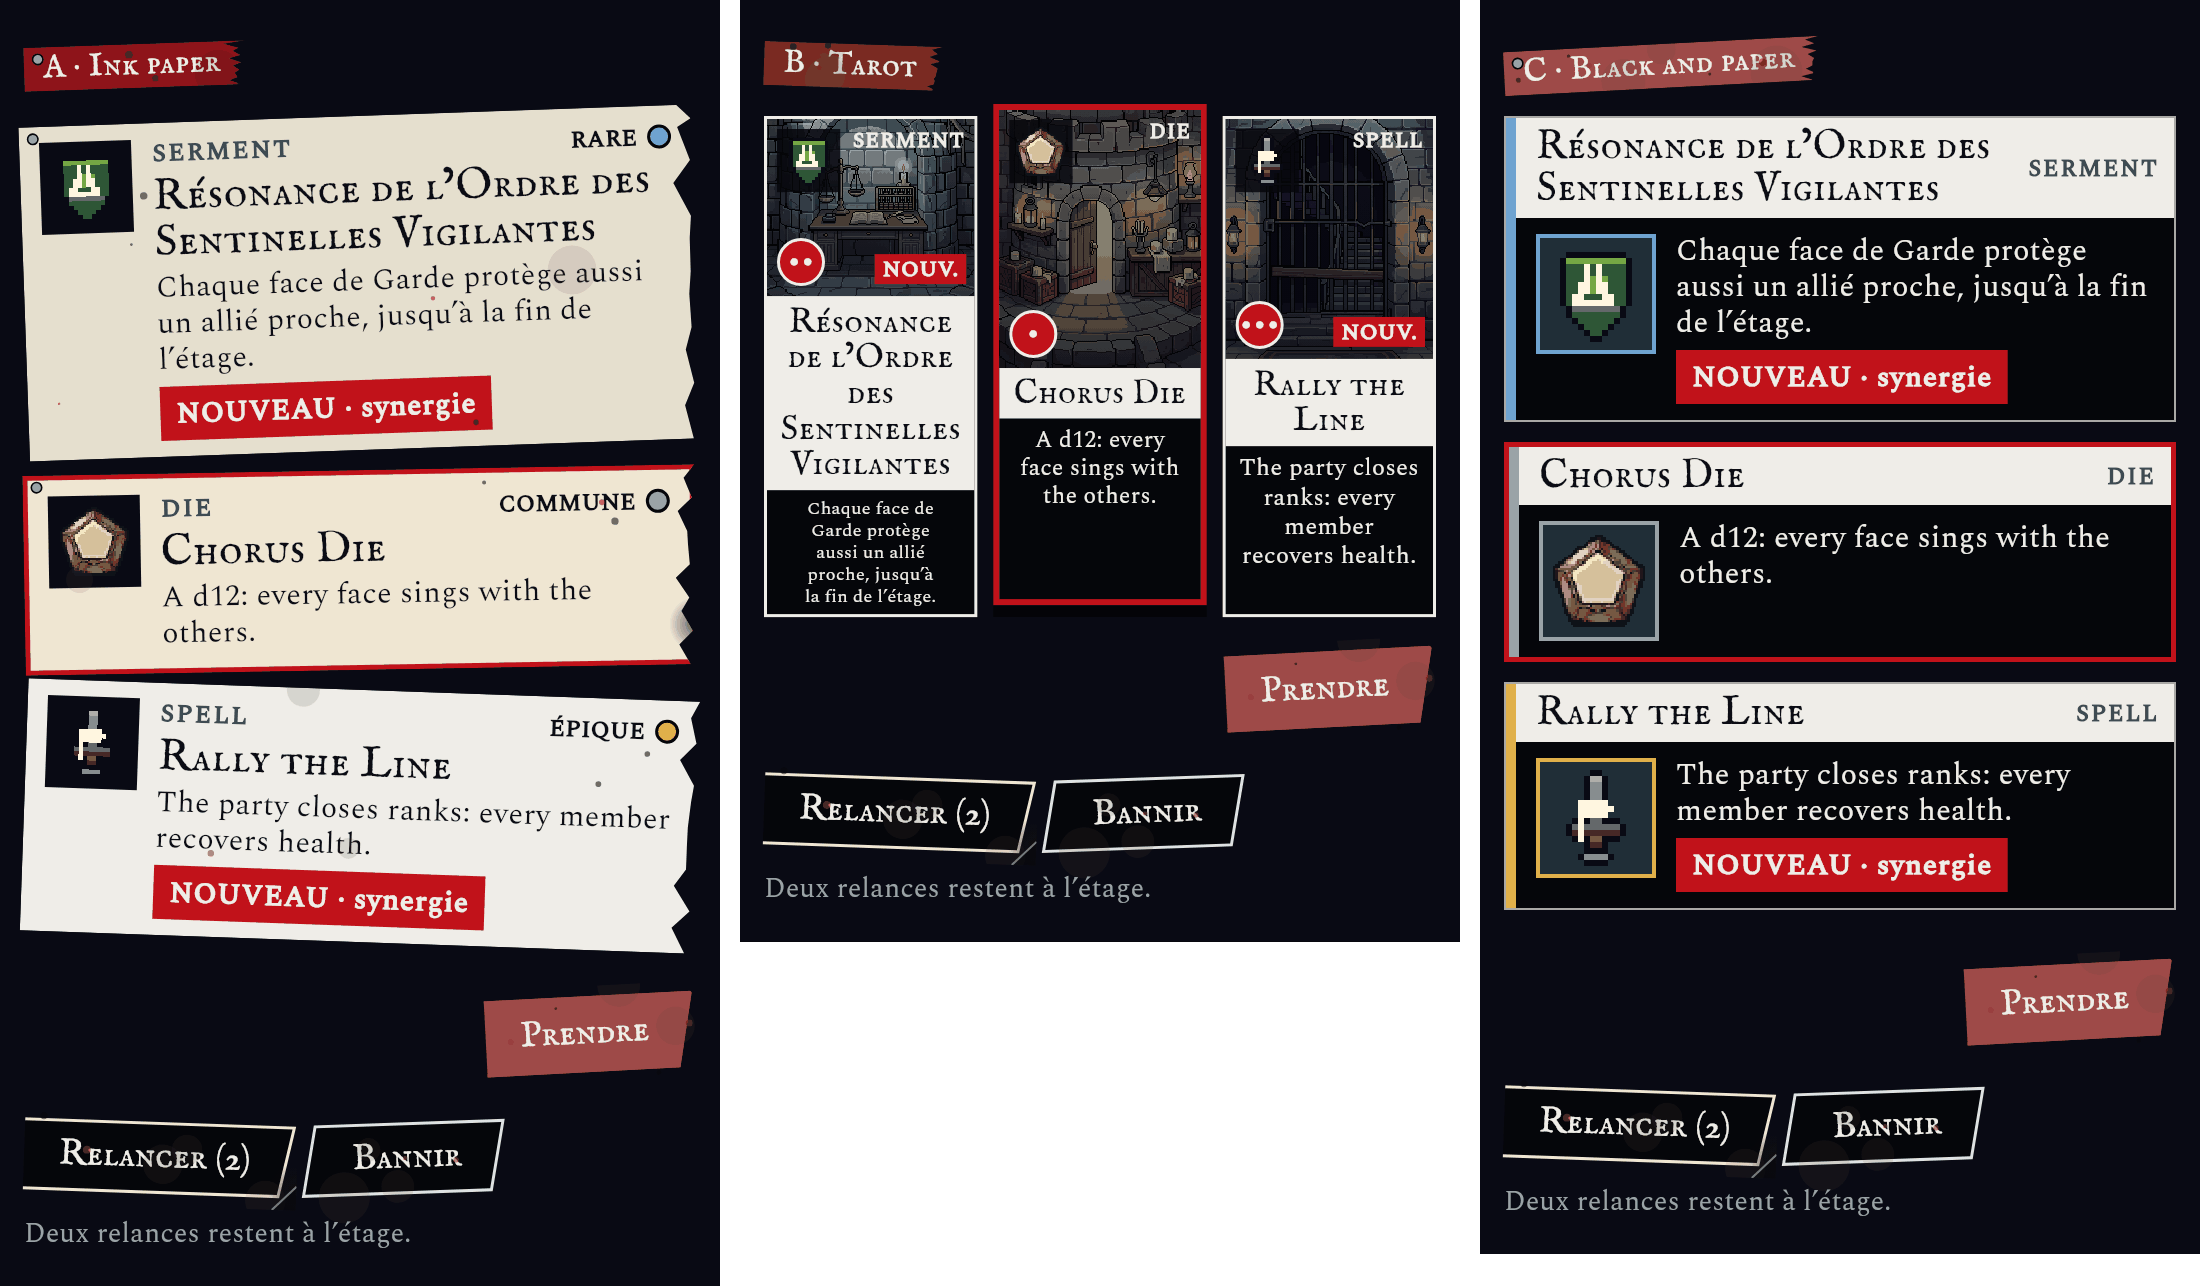 A · Ink paper
SERMENT
RARE
Résonance de l'Ordre des
Sentinelles Vigilantes
Chaque face de Garde protège aussi
un allié proche, jusqu'à la fin de
l'étage.
NOUVEAU · synergie
DIE
COMMUNE
Chorus Die
A d12: every face sings with the
others.
SPELL
ÉPIQUE
Rally the Line
The party closes ranks: every member
recovers health.
NOUVEAU · synergie
Prendre
Relancer (2)
Bannir
Deux relances restent à l'étage.
B · Tarot
SERMENT
NOUV.
Résonance
de l'Ordre
des
Sentinelles
Vigilantes
Chaque face de
Garde protège
aussi un allié
proche, jusqu'à
la fin de l'étage.
DIE
Chorus Die
A d12: every
face sings with
the others.
SPELL
NOUV.
Rally the
Line
The party closes
ranks: every
member
recovers health.
Prendre
Relancer (2)
Bannir
Deux relances restent à l'étage.
C · Black and paper
Résonance de l'Ordre des
Sentinelles Vigilantes
SERMENT
Chaque face de Garde protège
aussi un allié proche, jusqu'à la fin
de l'étage.
NOUVEAU · synergie
Chorus Die
DIE
A d12: every face sings with the
others.
Rally the Line
SPELL
The party closes ranks: every
member recovers health.
NOUVEAU · synergie
Prendre
Relancer (2)
Bannir
Deux relances restent à l'étage.